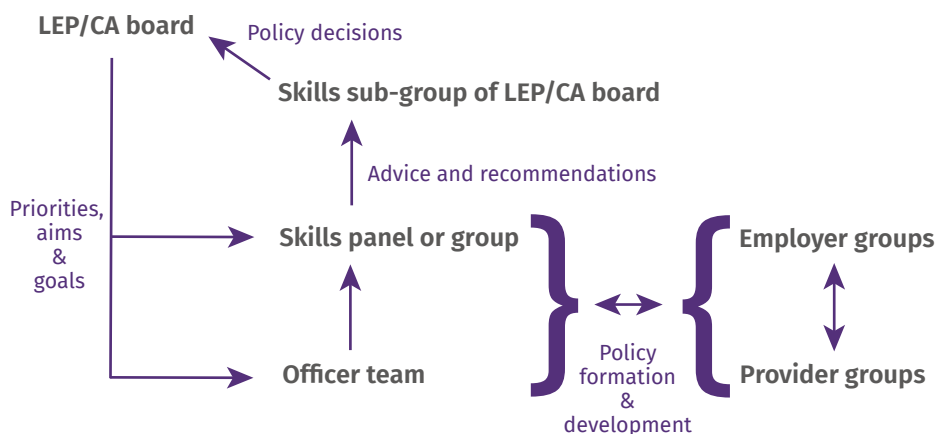 LEP/CA board
Policy decisions
Skills sub-group of LEP/CA board
Advice and recommendations
Priorities,
aims
&
goals
Skills panel or group
Employer groups
Officer team
Policy
formation
&
development
Provider groups